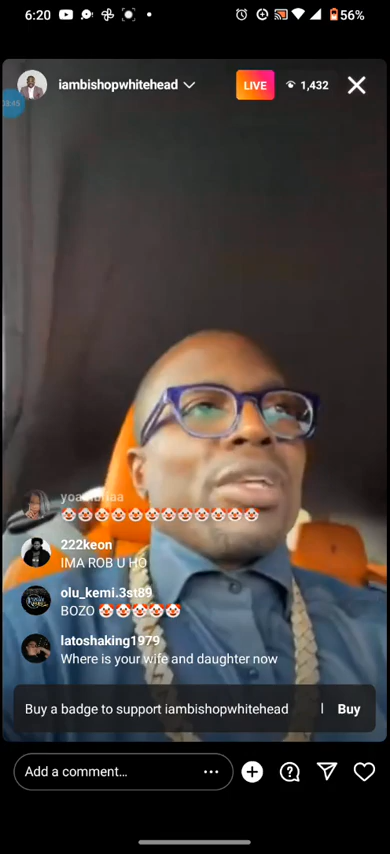 6:20
56%
iambishopwhitehead
LIVE
1,432
222keon
IMA ROB U HO
olu_kemi.3st89
BOZO 🤡🤡🤡🤡🤡
latoshaking1979
Where is your wife and daughter now
Buy a badge to support iambishopwhitehead | Buy
Add a comment...